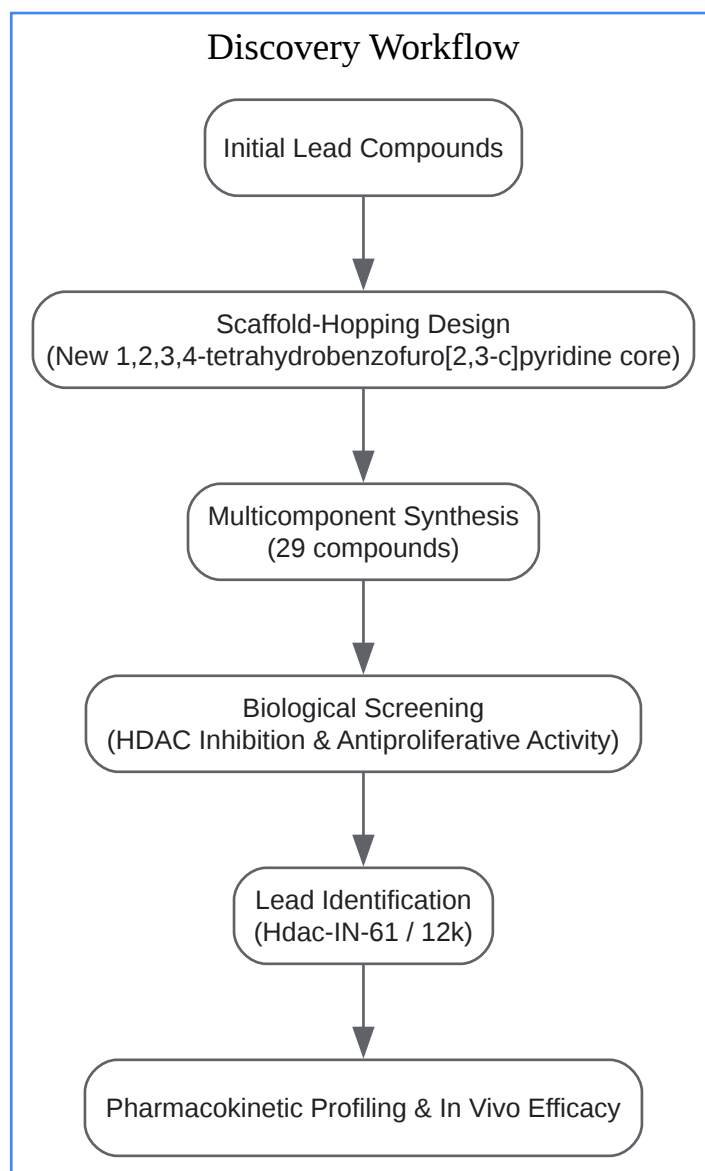 Discovery Workflow
Initial Lead Compounds
Scaffold-Hopping Design
(New 1,2,3,4-tetrahydrobenzofuro[2,3-c]pyridine core)
Multicomponent Synthesis
(29 compounds)
Biological Screening
(HDAC Inhibition & Antiproliferative Activity)
Lead Identification
(Hdac-IN-61 / 12k)
Pharmacokinetic Profiling & In Vivo Efficacy